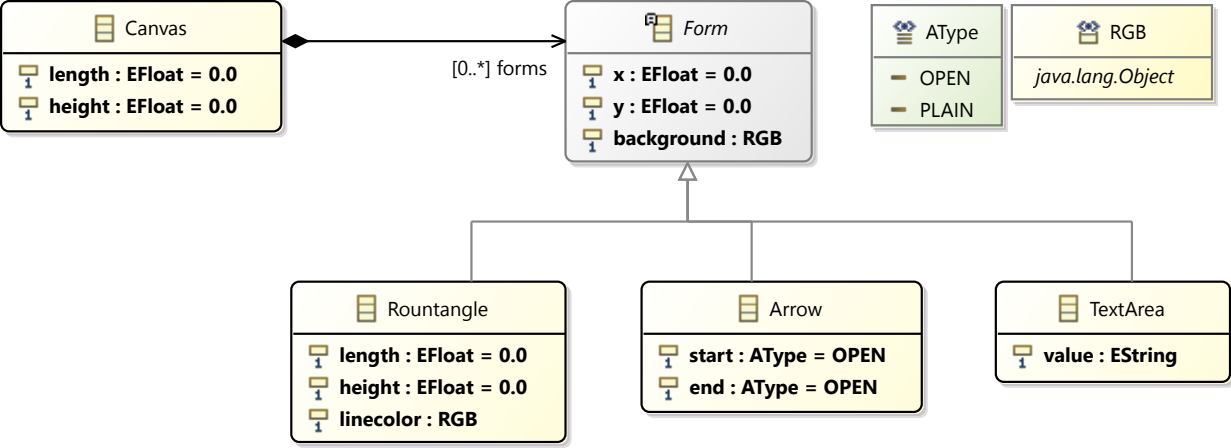 Canvas
length : EFloat = 0.0
height : EFloat = 0.0
[0..*] forms
Form
x : EFloat = 0.0
y : EFloat = 0.0
background : RGB
AType
OPEN
PLAIN
RGB
java.lang.Object
Rountangle
length : EFloat = 0.0
height : EFloat = 0.0
linecolor : RGB
Arrow
start : AType = OPEN
end : AType = OPEN
TextArea
value : EString